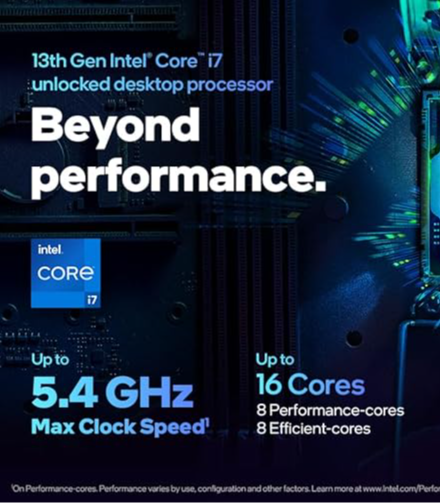 13th Gen Intel® Core™ i7
unlocked desktop processor
Beyond
performance.
intel.
CORE
i7
Up to
5.4 GHz
Max Clock Speed¹
Up to
16 Cores
8 Performance-cores
8 Efficient-cores
¹On Performance-cores. Performance varies by use, configuration and other factors. Learn more at www.Intel.com/Perfor